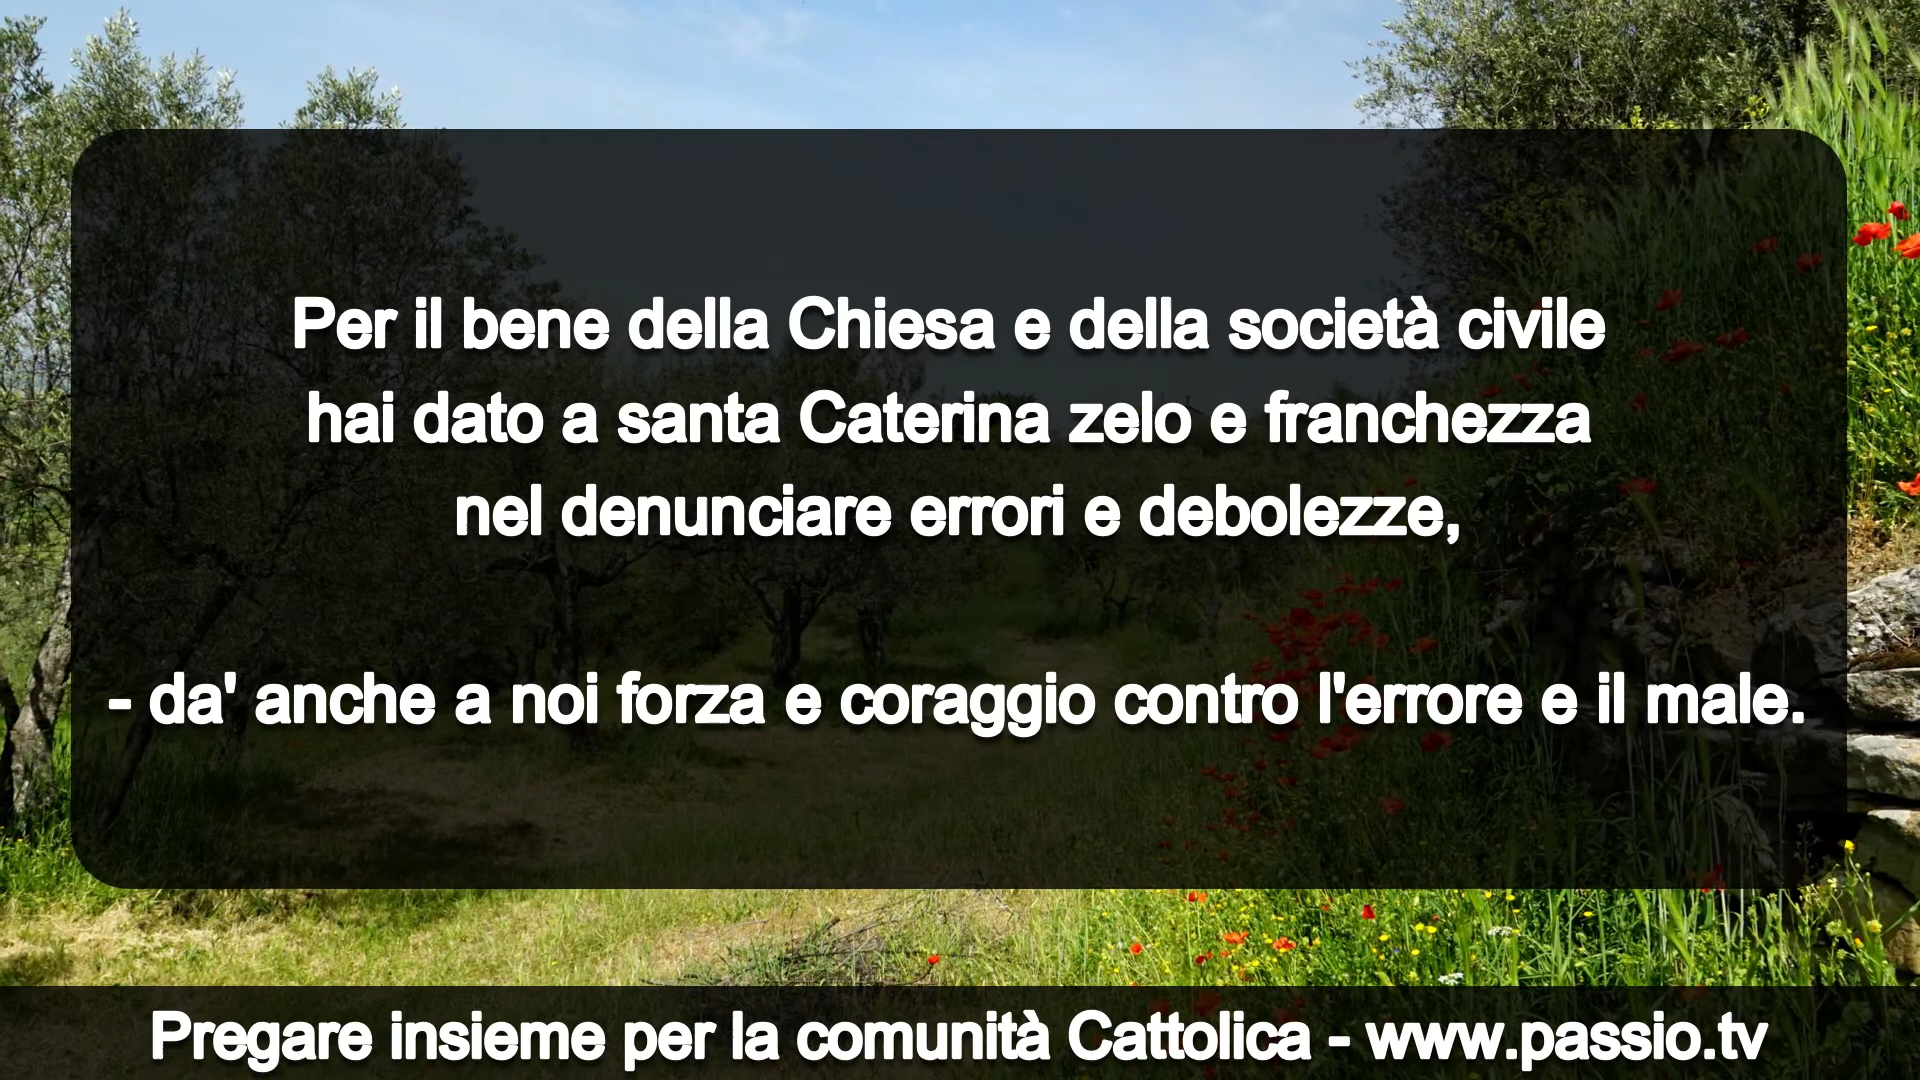 Per il bene della Chiesa e della società civile
hai dato a santa Caterina zelo e franchezza
nel denunciare errori e debolezze,
- da' anche a noi forza e coraggio contro l'errore e il male.
Pregare insieme per la comunità Cattolica - www.passio.tv